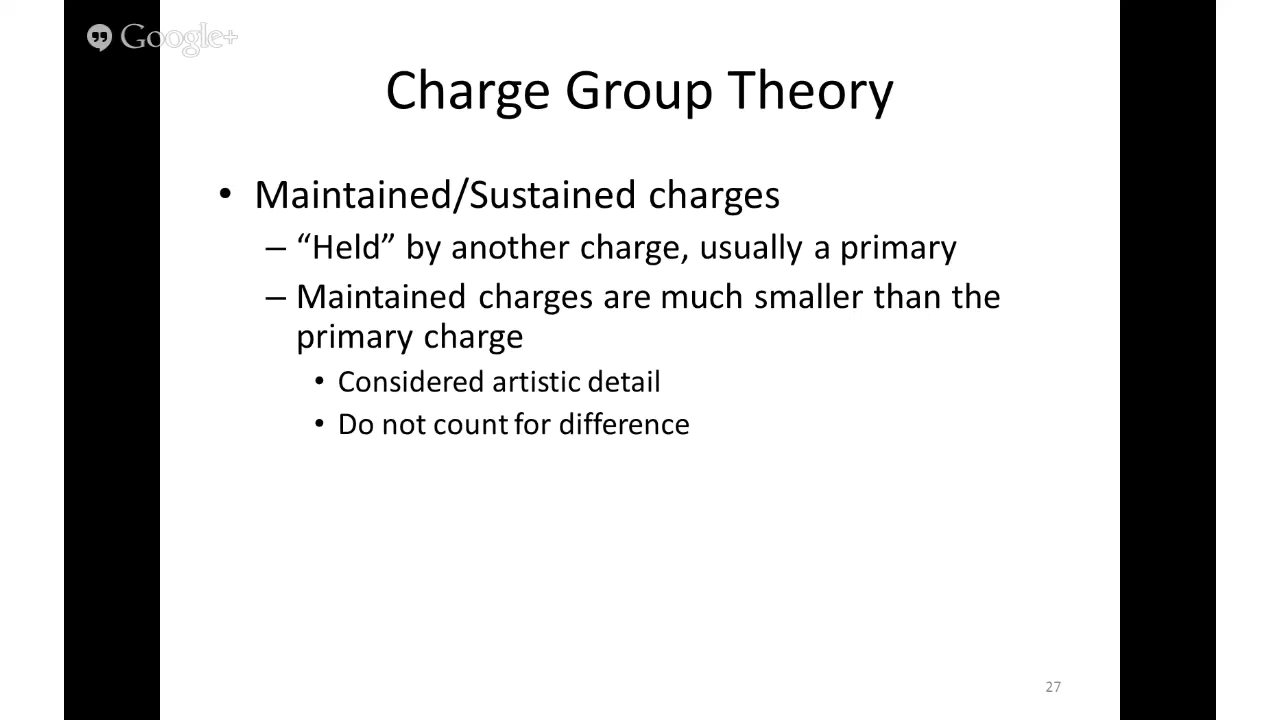 Google+
Charge Group Theory
• Maintained/Sustained charges
– “Held” by another charge, usually a primary
– Maintained charges are much smaller than the
primary charge
• Considered artistic detail
• Do not count for difference
27